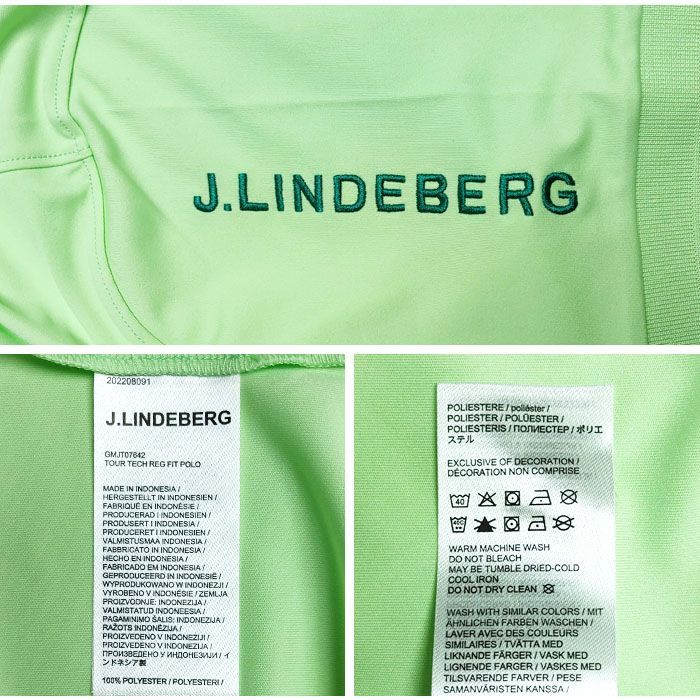 J.LINDEBERG
202208091
J.LINDEBERG
GMJT07642
TOUR TECH REG FIT POLO
MADE IN INDONESIA /
HERGESTELLT IN INDONESIEN /
FABRIQUÉ EN INDONÉSIE /
PRODUCERAD I INDONESIEN /
PRODUSERT I INDONESIA /
PRODUCERET I INDONESIEN /
VALMISTUSMAA INDONESIA /
FABBRICATO IN INDONESIA /
HECHO EN INDONESIA /
FABRICADO EM INDONESIA /
GEPRODUCEERD IN INDONESIË /
WYPRODUKOWANO W INDONEZJI /
VYROBENO V INDONÉSIE / ZEMLJA
PROIZVODNJE: INDONEZIJA /
VALMISTATUD INDONEESIA /
PAGAMINIMO ŠALIS: INDONEZIJA /
RAŽOTS INDONEZIJA /
PROIZVEDENO V INDONEZIJI /
PROIZVEDENO V INDONEZIJI /
ПРОИЗВЕДЕНО У ИНДОНЕЗИЈИ / イ
ンドネシア製
100% POLYESTER / POLYESTERI /
POLIESTERE / poliéster /
POLIESTER / POLÜESTER /
POLIESTERIS / ПОЛИЕСТЕР / ポリエ
ステル
EXCLUSIVE OF DECORATION /
DÉCORATION NON COMPRISE
40
WARM MACHINE WASH
DO NOT BLEACH
MAY BE TUMBLE DRIED-COLD
COOL IRON
DO NOT DRY CLEAN
WASH WITH SIMILAR COLORS / MIT
ÄHNLICHEN FARBEN WASCHEN /
LAVER AVEC DES COULEURS
SIMILAIRES / TVÄTTA MED
LIKNANDE FÄRGER / VASK MED
LIGNENDE FARGER / VASKES MED
TILSVARENDE FARVER / PESE
SAMANVÄRISTEN KANSSA /